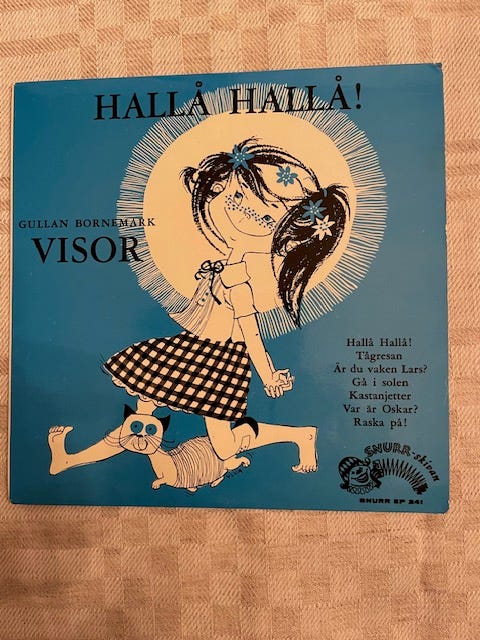 HALLÅ HALLÅ!
GULLAN BORNEMARK
VISOR
Hallå Hallå!
Tågresan
Är du vaken Lars?
Gå i solen
Kastanjetter
Var är Oskar?
Raska på!
SNURR-skivan
SNURR EP 241